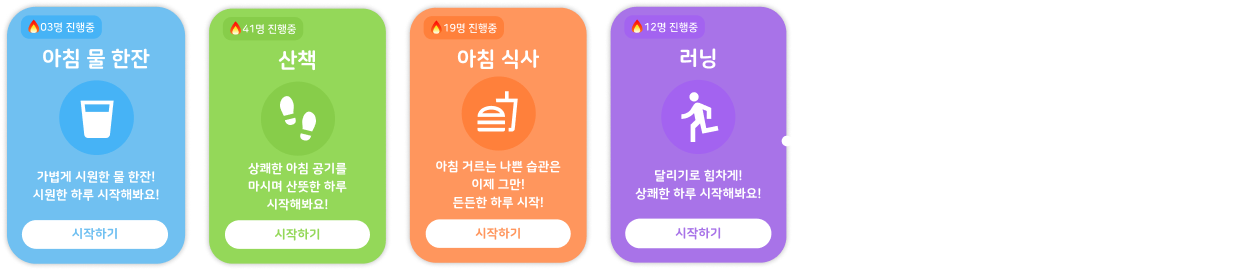 03명 진행중
아침 물 한잔
가볍게 시원한 물 한잔!
시원한 하루 시작해봐요!
시작하기
41명 진행중
산책
상쾌한 아침 공기를
마시며 산뜻한 하루
시작해봐요!
시작하기
19명 진행중
아침 식사
아침 거르는 나쁜 습관은
이제 그만!
든든한 하루 시작!
시작하기
12명 진행중
러닝
달리기로 힘차게!
상쾌한 하루 시작해봐요!
시작하기